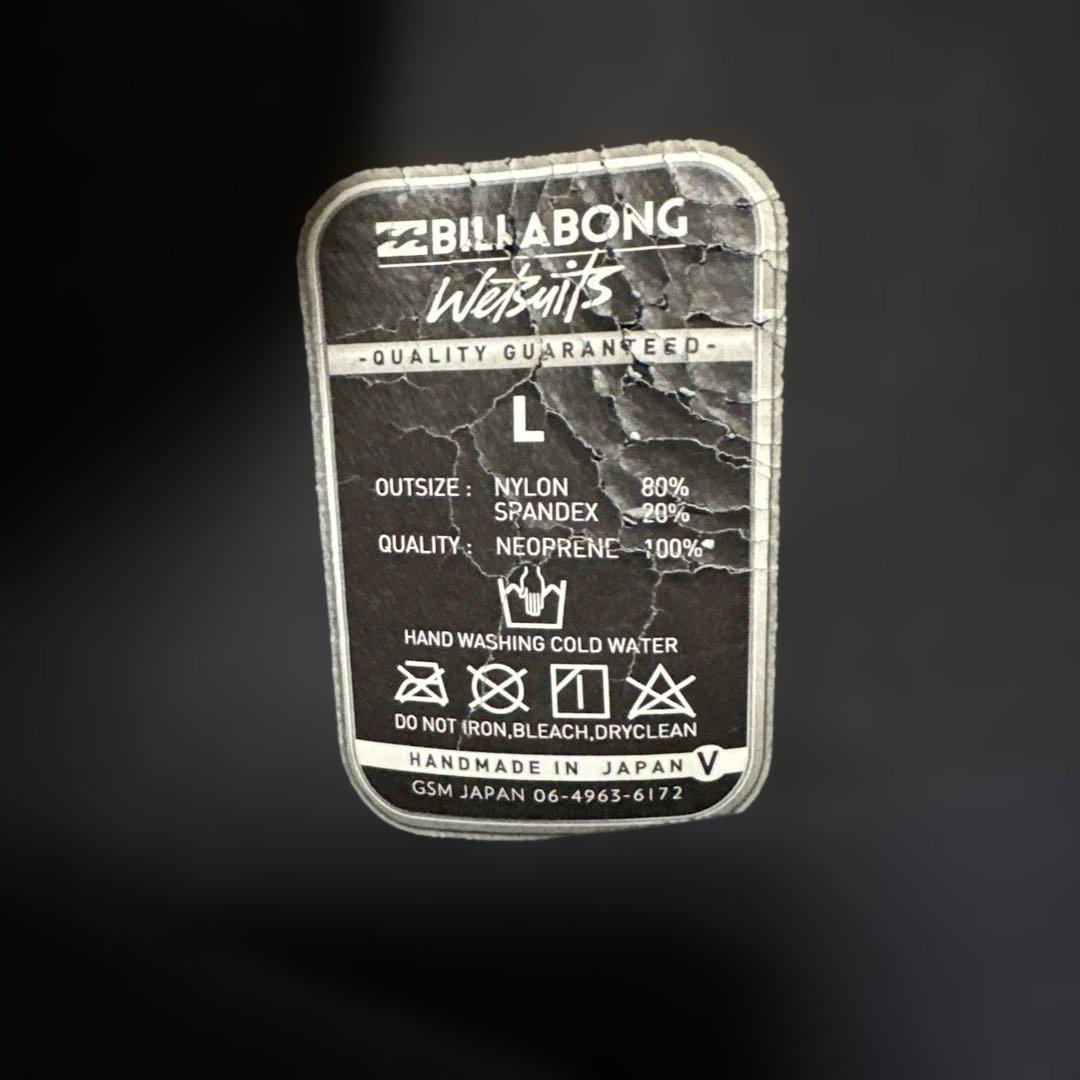 BILLABONG
Wetsuits
-QUALITY GUARANTEED-
L
OUTSIZE : NYLON 80%
SPANDEX 20%
QUALITY : NEOPRENE 100%
HAND WASHING COLD WATER
DO NOT IRON,BLEACH,DRYCLEAN
HANDMADE IN JAPAN V
GSM JAPAN 06-4963-6172